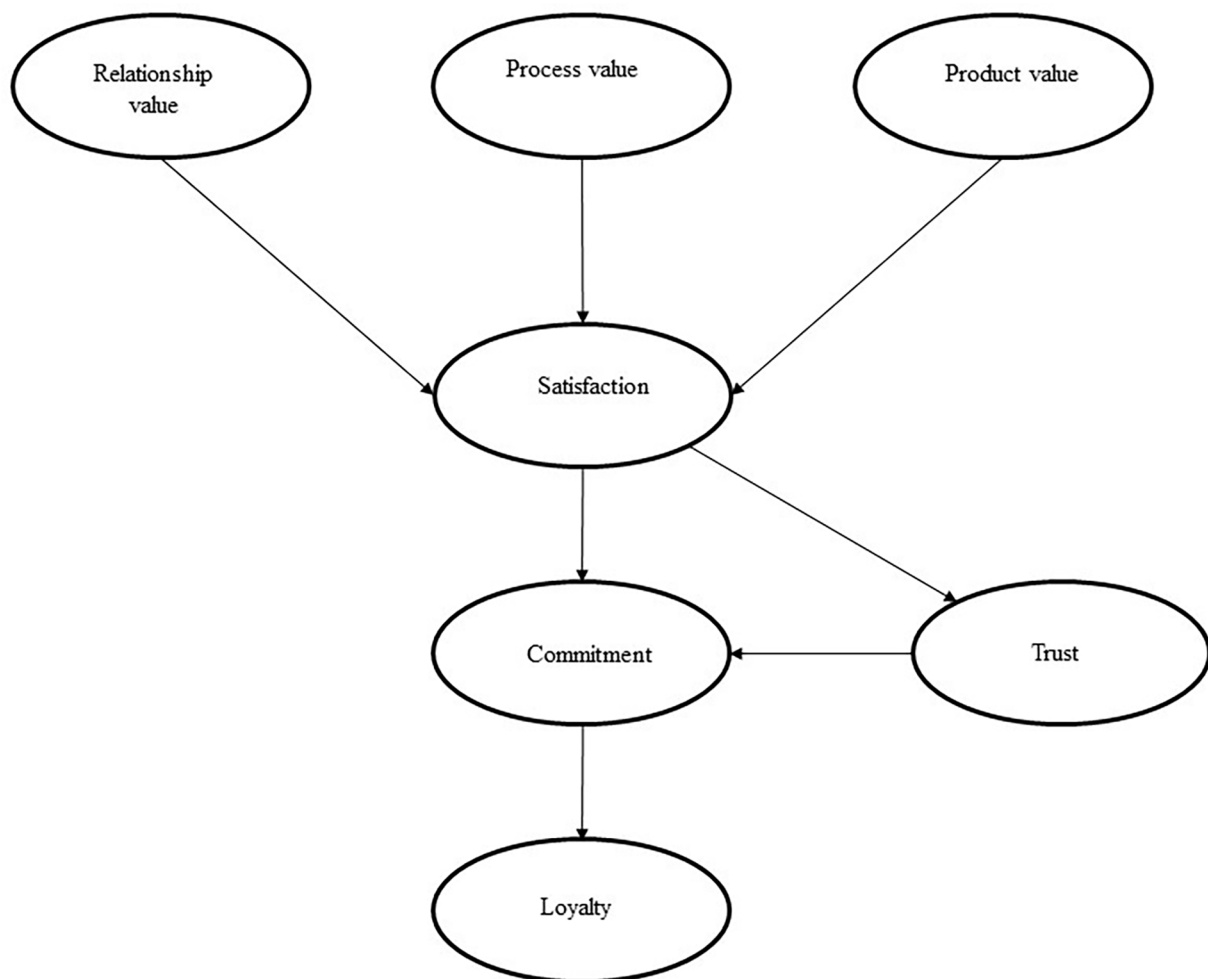 Relationship
value
Process value
Product value
Satisfaction
Commitment
Trust
Loyalty